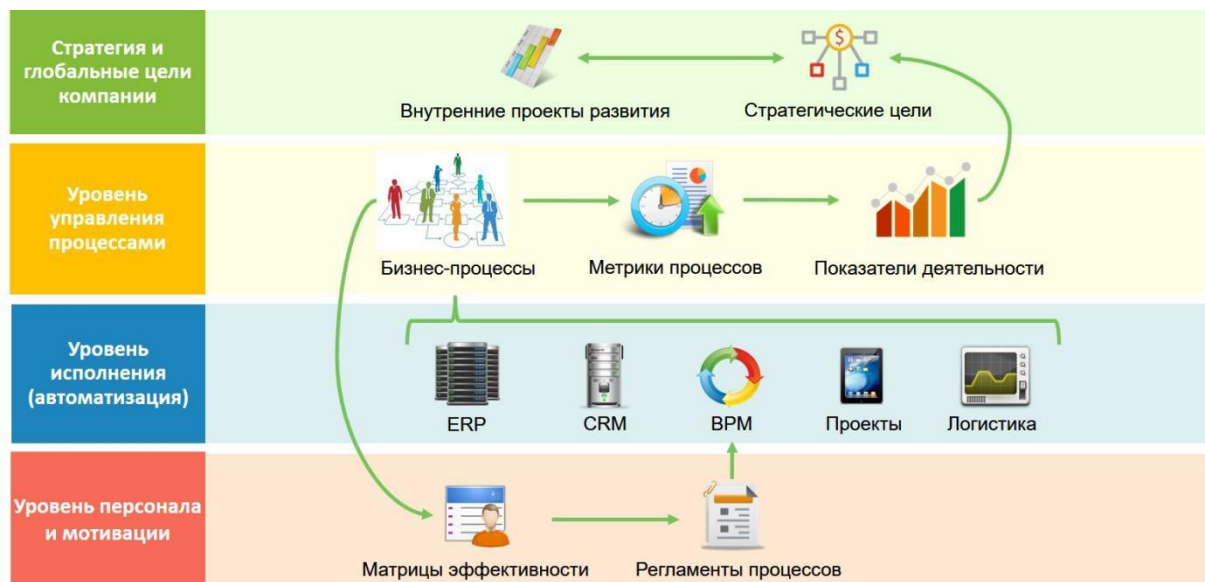 Стратегия и
глобальные цели
компании
Внутренние проекты развития
Стратегические цели
Уровень
управления
процессами
Бизнес-процессы
Метрики процессов
Показатели деятельности
Уровень
исполнения
(автоматизация)
ERP
CRM
BPM
Проекты
Логистика
Уровень персонала
и мотивации
Матрицы эффективности
Регламенты процессов